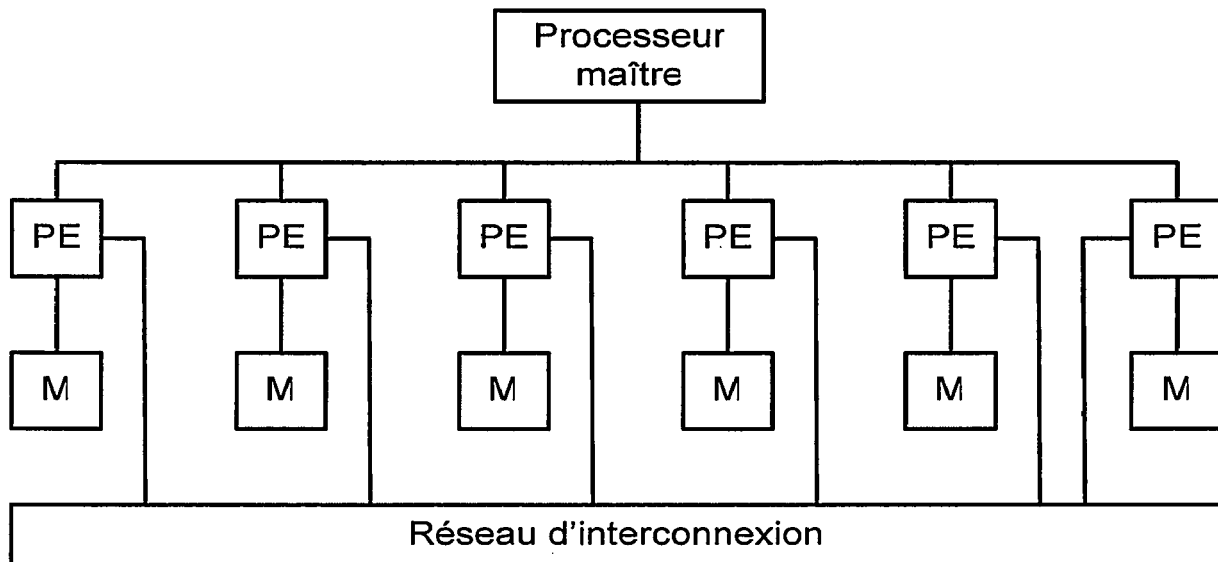 Processeur
maître
PE PE PE PE PE PE
M M M M M M
Réseau d'interconnexion